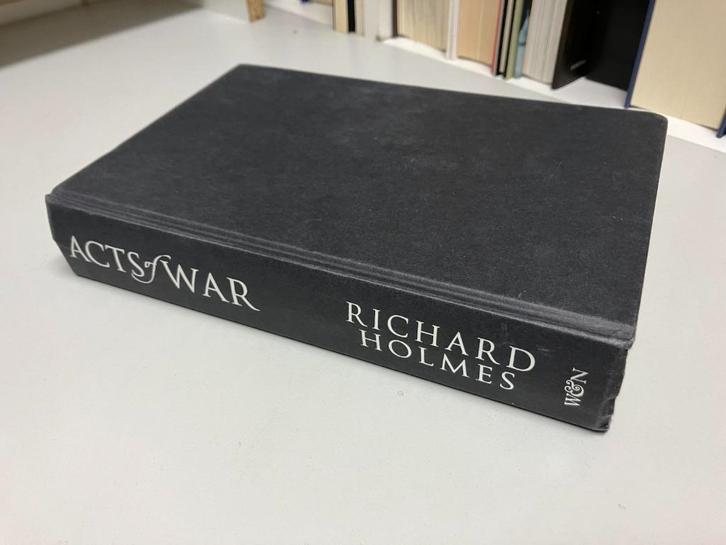 ACTS of WAR
RICHARD
HOLMES
W&N